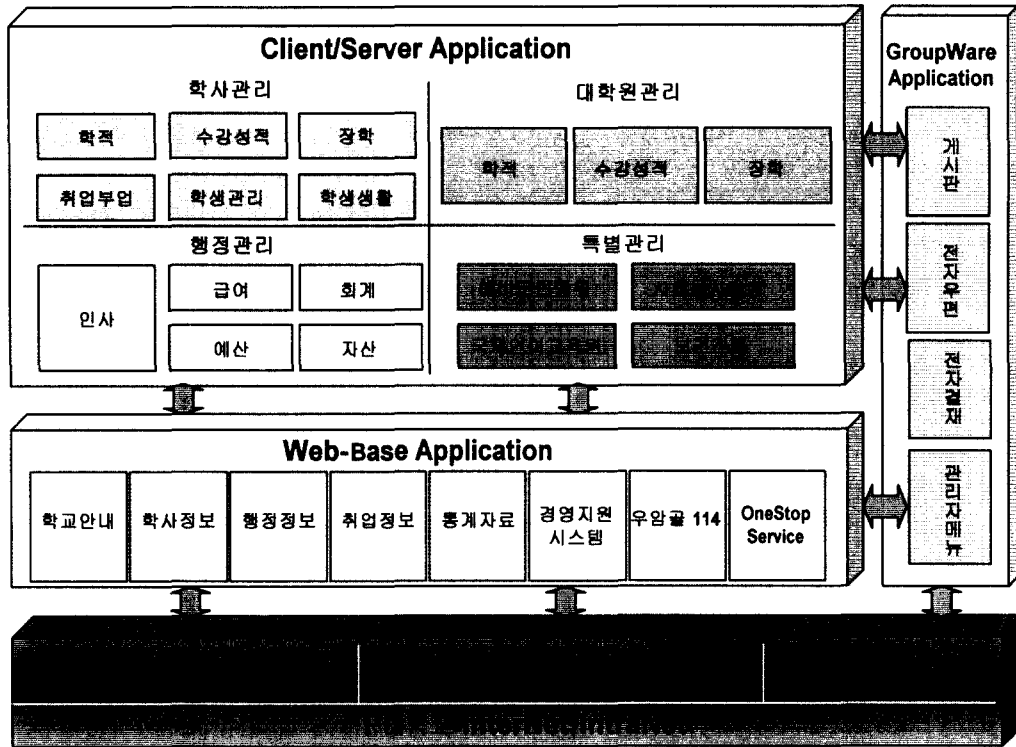 Client/Server Application
학사관리
학적
수강성적
장학
취업부업
학생관리
학생생활
대학원관리
학적
수강성적
장학
행정관리
인사
급여
회계
예산
자산
특별관리
GroupWare
Application
게시판
전자우편
전자결재
관리자메뉴
Web-Base Application
학교안내
학사정보
행정정보
취업정보
통계자료
경영지원
시스템
우암골 114
OneStop
Service